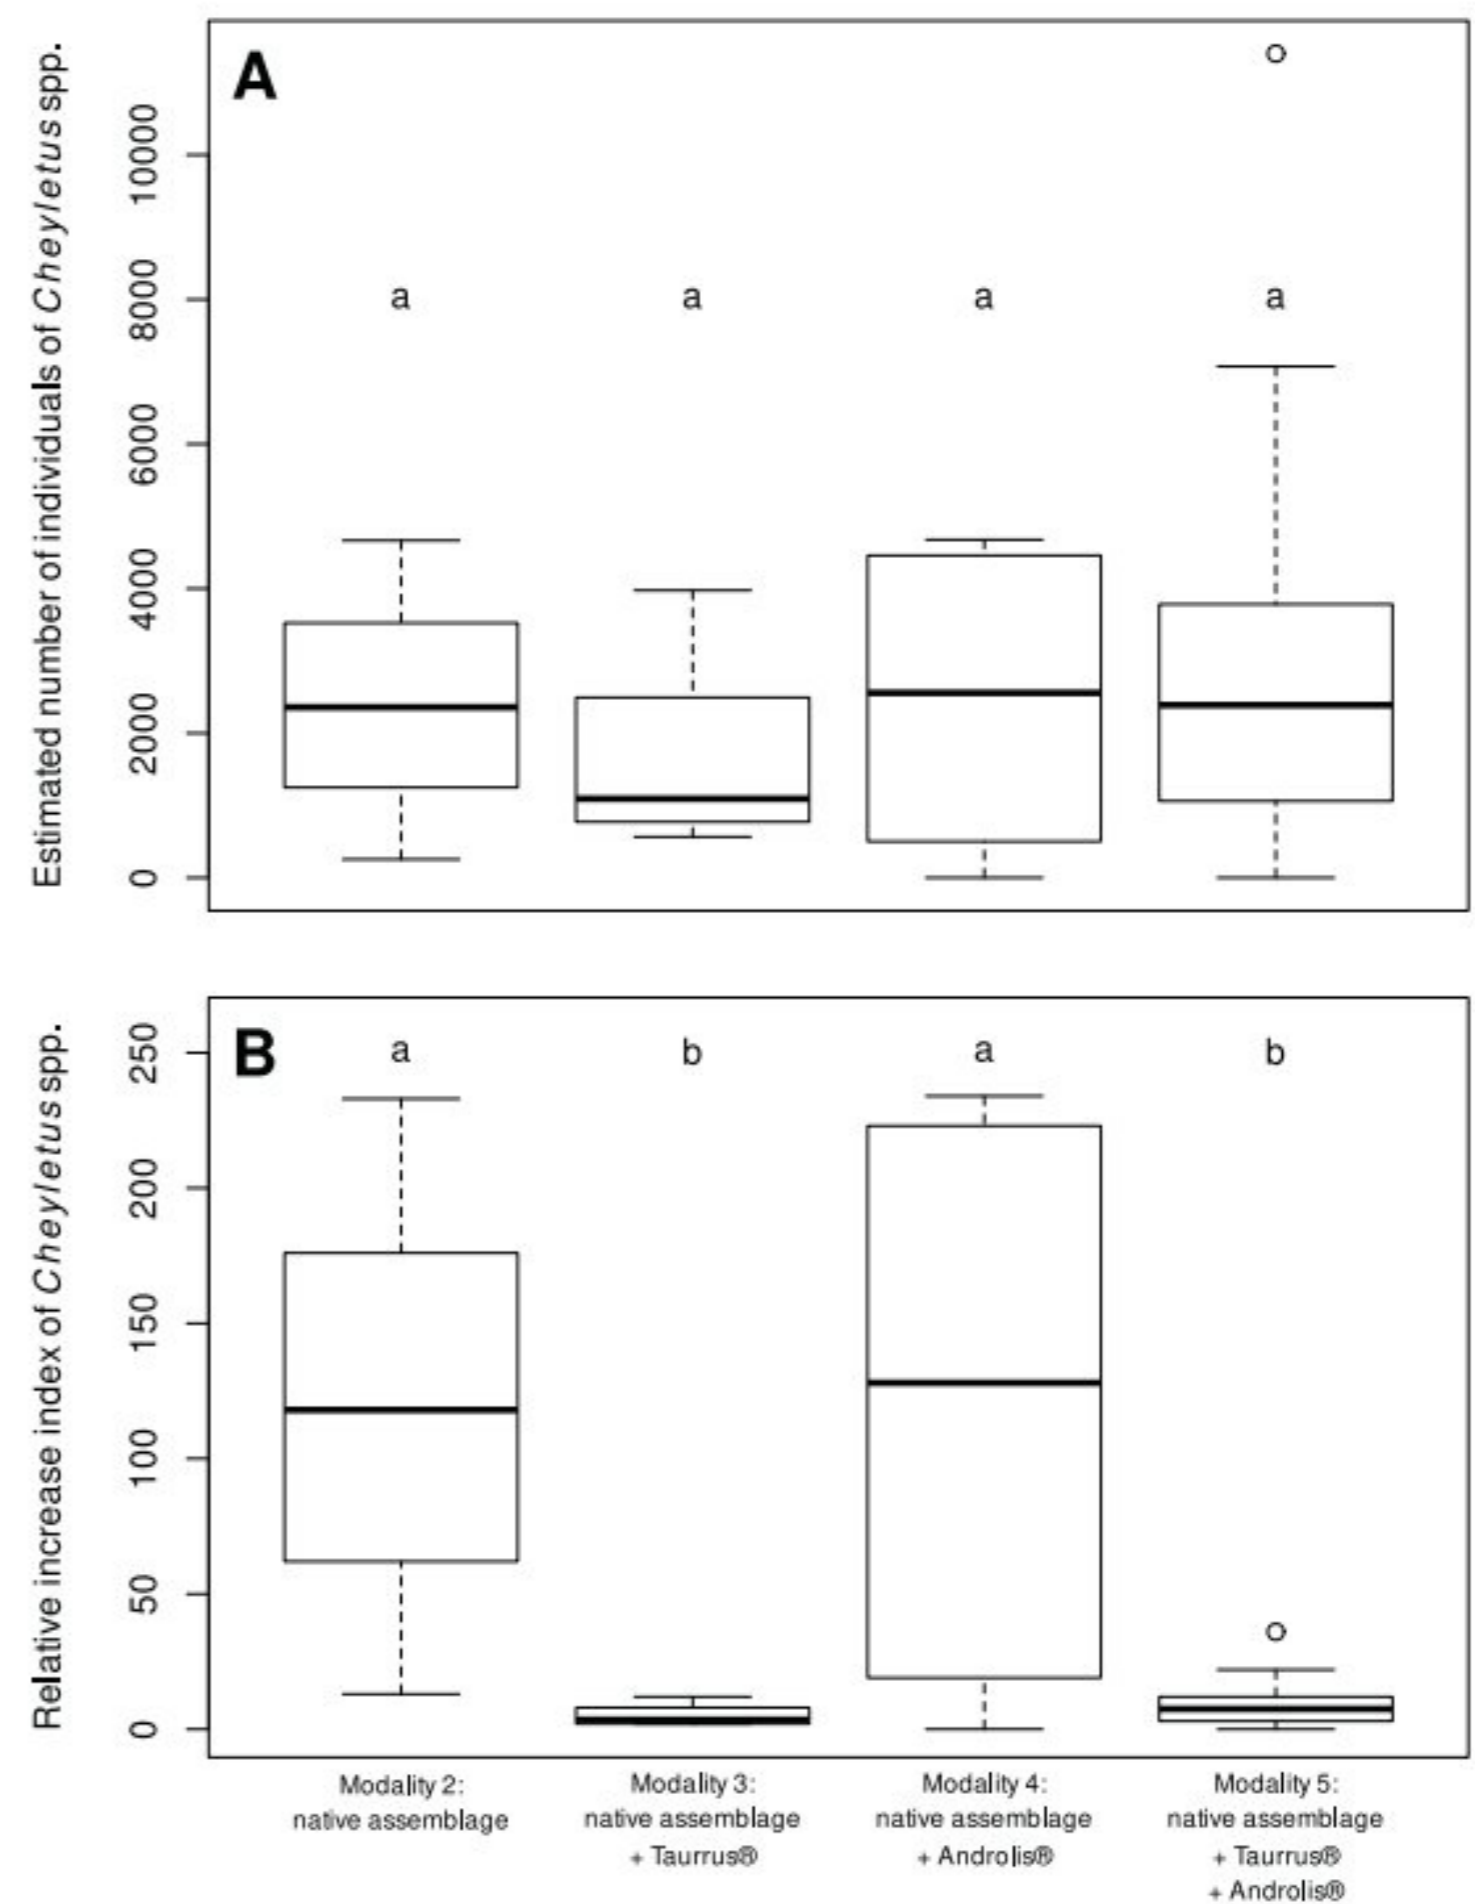 A
Estimated number of individuals of Cheyletus spp.
10000
8000
6000
4000
2000
0
a a a a
B
Relative increase index of Cheyletus spp.
250
200
150
100
50
0
a b a b
Modality 2:
native assemblage
Modality 3:
native assemblage
+ Taurrus®
Modality 4:
native assemblage
+ Androlis®
Modality 5:
native assemblage
+ Taurrus®
+ Androlis®